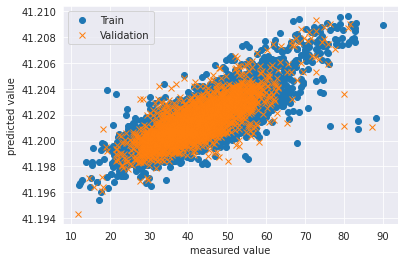 Train
Validation
41.210
41.208
41.206
41.204
41.202
41.200
41.198
41.196
41.194
predicted value
10 20 30 40 50 60 70 80 90
measured value